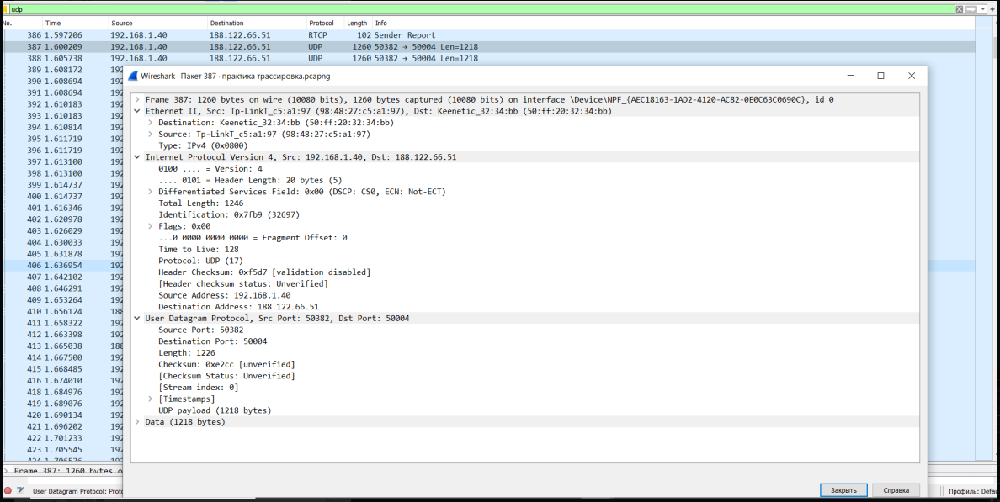 udp
No. Time Source Destination Protocol Length Info
386 1.597206 192.168.1.40 188.122.66.51 RTCP 102 Sender Report
387 1.600209 192.168.1.40 188.122.66.51 UDP 1260 50382 → 50004 Len=1218
388 1.605738 192.168.1.40 188.122.66.51 UDP 1260 50382 → 50004 Len=1218
389 1.608172 192
390 1.608694 192
391 1.608694 192
392 1.610183 192
393 1.610183 192
394 1.610814 192
395 1.611719 192
396 1.611719 192
397 1.613100 192
398 1.613100 192
399 1.614737 192
400 1.614737 192
401 1.616346 192
402 1.620978 192
403 1.626029 192
404 1.630033 192
405 1.631878 192
406 1.636954 192
407 1.642102 192
408 1.646291 192
409 1.653264 192
410 1.656124 188
411 1.658322 192
412 1.663398 192
413 1.665038 188
414 1.667500 192
415 1.668485 192
416 1.674010 192
418 1.684976 192
419 1.689076 192
420 1.690134 192
421 1.696202 192
422 1.701233 192
423 1.705545 192
424 1.706576 192
Wireshark · Пакет 387 · практика трассировка.pcapng
Frame 387: 1260 bytes on wire (10080 bits), 1260 bytes captured (10080 bits) on interface \Device\NPF_{AEC18163-1AD2-4120-AC82-0E0C63C0690C}, id 0
Ethernet II, Src: Tp-LinkT_c5:a1:97 (98:48:27:c5:a1:97), Dst: Keenetic_32:34:bb (50:ff:20:32:34:bb)
Destination: Keenetic_32:34:bb (50:ff:20:32:34:bb)
Source: Tp-LinkT_c5:a1:97 (98:48:27:c5:a1:97)
Type: IPv4 (0x0800)
Internet Protocol Version 4, Src: 192.168.1.40, Dst: 188.122.66.51
0100 .... = Version: 4
.... 0101 = Header Length: 20 bytes (5)
Differentiated Services Field: 0x00 (DSCP: CS0, ECN: Not-ECT)
Total Length: 1246
Identification: 0x7fb9 (32697)
Flags: 0x00
...0 0000 0000 0000 = Fragment Offset: 0
Time to Live: 128
Protocol: UDP (17)
Header Checksum: 0xf5d7 [validation disabled]
[Header checksum status: Unverified]
Source Address: 192.168.1.40
Destination Address: 188.122.66.51
User Datagram Protocol, Src Port: 50382, Dst Port: 50004
Source Port: 50382
Destination Port: 50004
Length: 1226
Checksum: 0xe2cc [unverified]
[Checksum Status: Unverified]
[Stream index: 0]
[Timestamps]
UDP payload (1218 bytes)
Data (1218 bytes)
Закрыть Справка
Frame 387: 1260 bytes o
User Datagram Protocol: Proto
Профиль: Defau